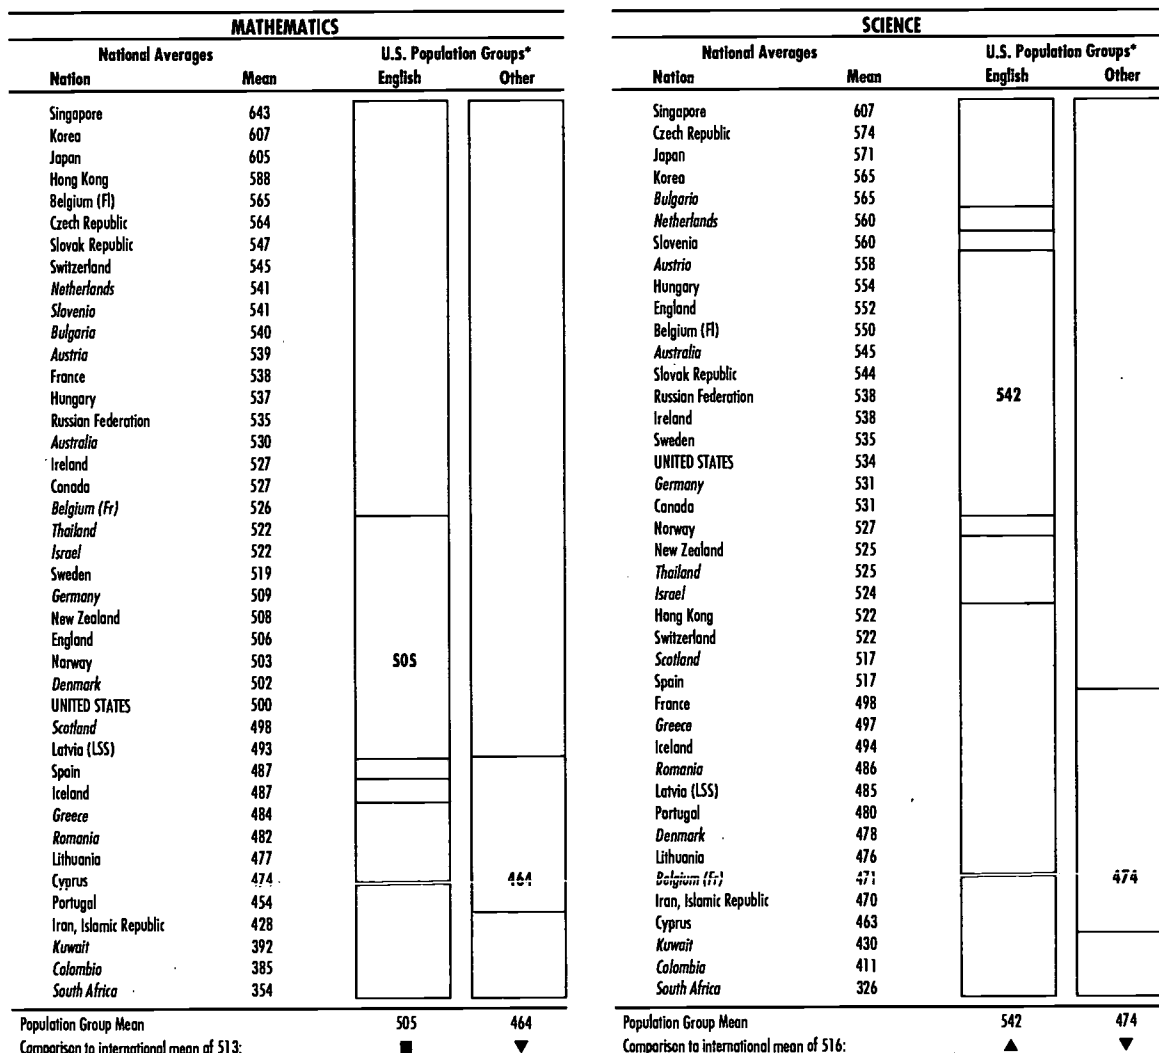 MATHEMATICS
National Averages U.S. Population Groups*
Nation Mean English Other
Singapore 643
Korea 607
Japan 605
Hong Kong 588
Belgium (Fl) 565
Czech Republic 564
Slovak Republic 547
Switzerland 545
Netherlands 541
Slovenia 541
Bulgaria 540
Austria 539
France 538
Hungary 537
Russian Federation 535
Australia 530
Ireland 527
Canada 527
Belgium (Fr) 526
Thailand 522
Israel 522
Sweden 519
Germany 509
New Zealand 508
England 506
Norway 503 505
Denmark 502
UNITED STATES 500
Scotland 498
Latvia (LSS) 493
Spain 487
Iceland 487
Greece 484
Romania 482
Lithuania 477
Cyprus 474 464
Portugal 454
Iran, Islamic Republic 428
Kuwait 392
Colombia 385
South Africa 354
Population Group Mean 505 464
Comparison to international mean of 513: ■ ▼
SCIENCE
National Averages U.S. Population Groups*
Nation Mean English Other
Singapore 607
Czech Republic 574
Japan 571
Korea 565
Bulgaria 565
Netherlands 560
Slovenia 560
Austria 558
Hungary 554
England 552
Belgium (Fl) 550
Australia 545
Slovak Republic 544
Russian Federation 538 542
Ireland 538
Sweden 535
UNITED STATES 534
Germany 531
Canada 531
Norway 527
New Zealand 525
Thailand 525
Israel 524
Hong Kong 522
Switzerland 522
Scotland 517
Spain 517
France 498
Greece 497
Iceland 494
Romania 486
Latvia (LSS) 485
Portugal 480
Denmark 478
Lithuania 476
Belgium (Fr) 471 474
Iran, Islamic Republic 470
Cyprus 463
Kuwait 430
Colombia 411
South Africa 326
Population Group Mean 542 474
Comparison to international mean of 516: ▲ ▼